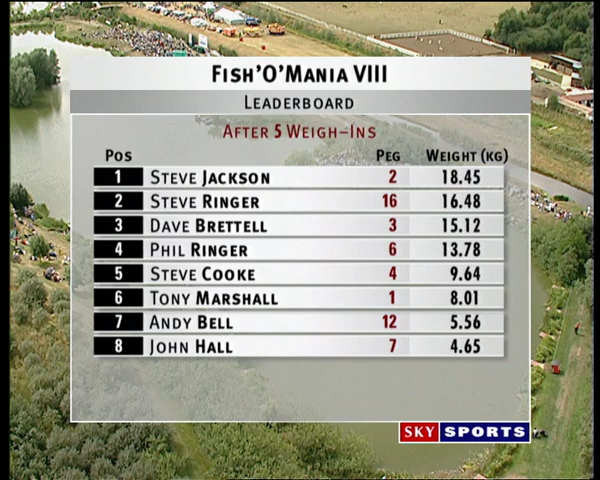 Fish'O'Mania VIII
Leaderboard
After 5 Weigh-Ins
Pos Peg Weight (kg)
1 Steve Jackson 2 18.45
2 Steve Ringer 16 16.48
3 Dave Brettell 3 15.12
4 Phil Ringer 6 13.78
5 Steve Cooke 4 9.64
6 Tony Marshall 1 8.01
7 Andy Bell 12 5.56
8 John Hall 7 4.65
SKY SPORTS